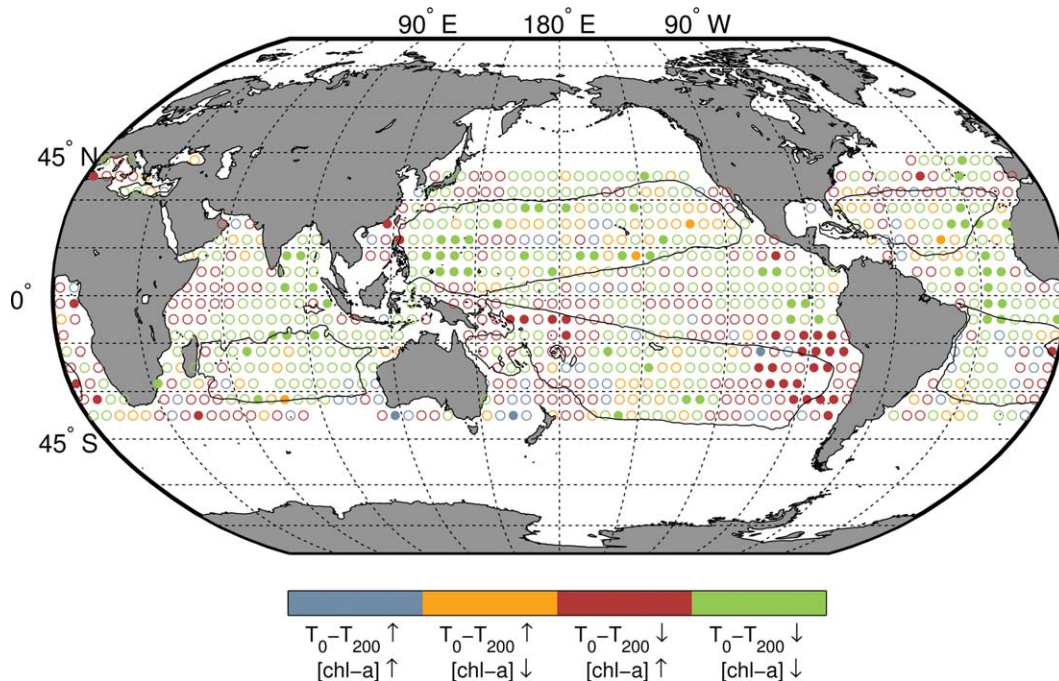 90° E 180° E 90° W
45° N
0°
45° S
T₀−T₂₀₀ ↑ T₀−T₂₀₀ ↑ T₀−T₂₀₀ ↓ T₀−T₂₀₀ ↓
[chl−a] ↑ [chl−a] ↓ [chl−a] ↑ [chl−a] ↓